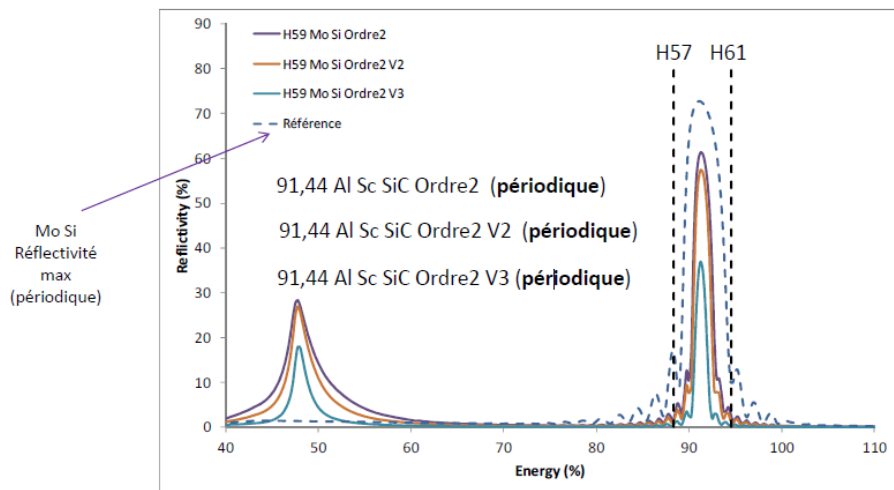 90
80
70
60
50
40
30
20
10
0
Reflictivity (%)
H59 Mo Si Ordre2
H59 Mo Si Ordre2 V2
H59 Mo Si Ordre2 V3
Référence
H57
H61
91,44 Al Sc SiC Ordre2 (périodique)
91,44 Al Sc SiC Ordre2 V2 (périodique)
91,44 Al Sc SiC Ordre2 V3 (périodique)
Mo Si
Réflectivité
max
(périodique)
40 50 60 70 80 90 100 110
Energy (%)